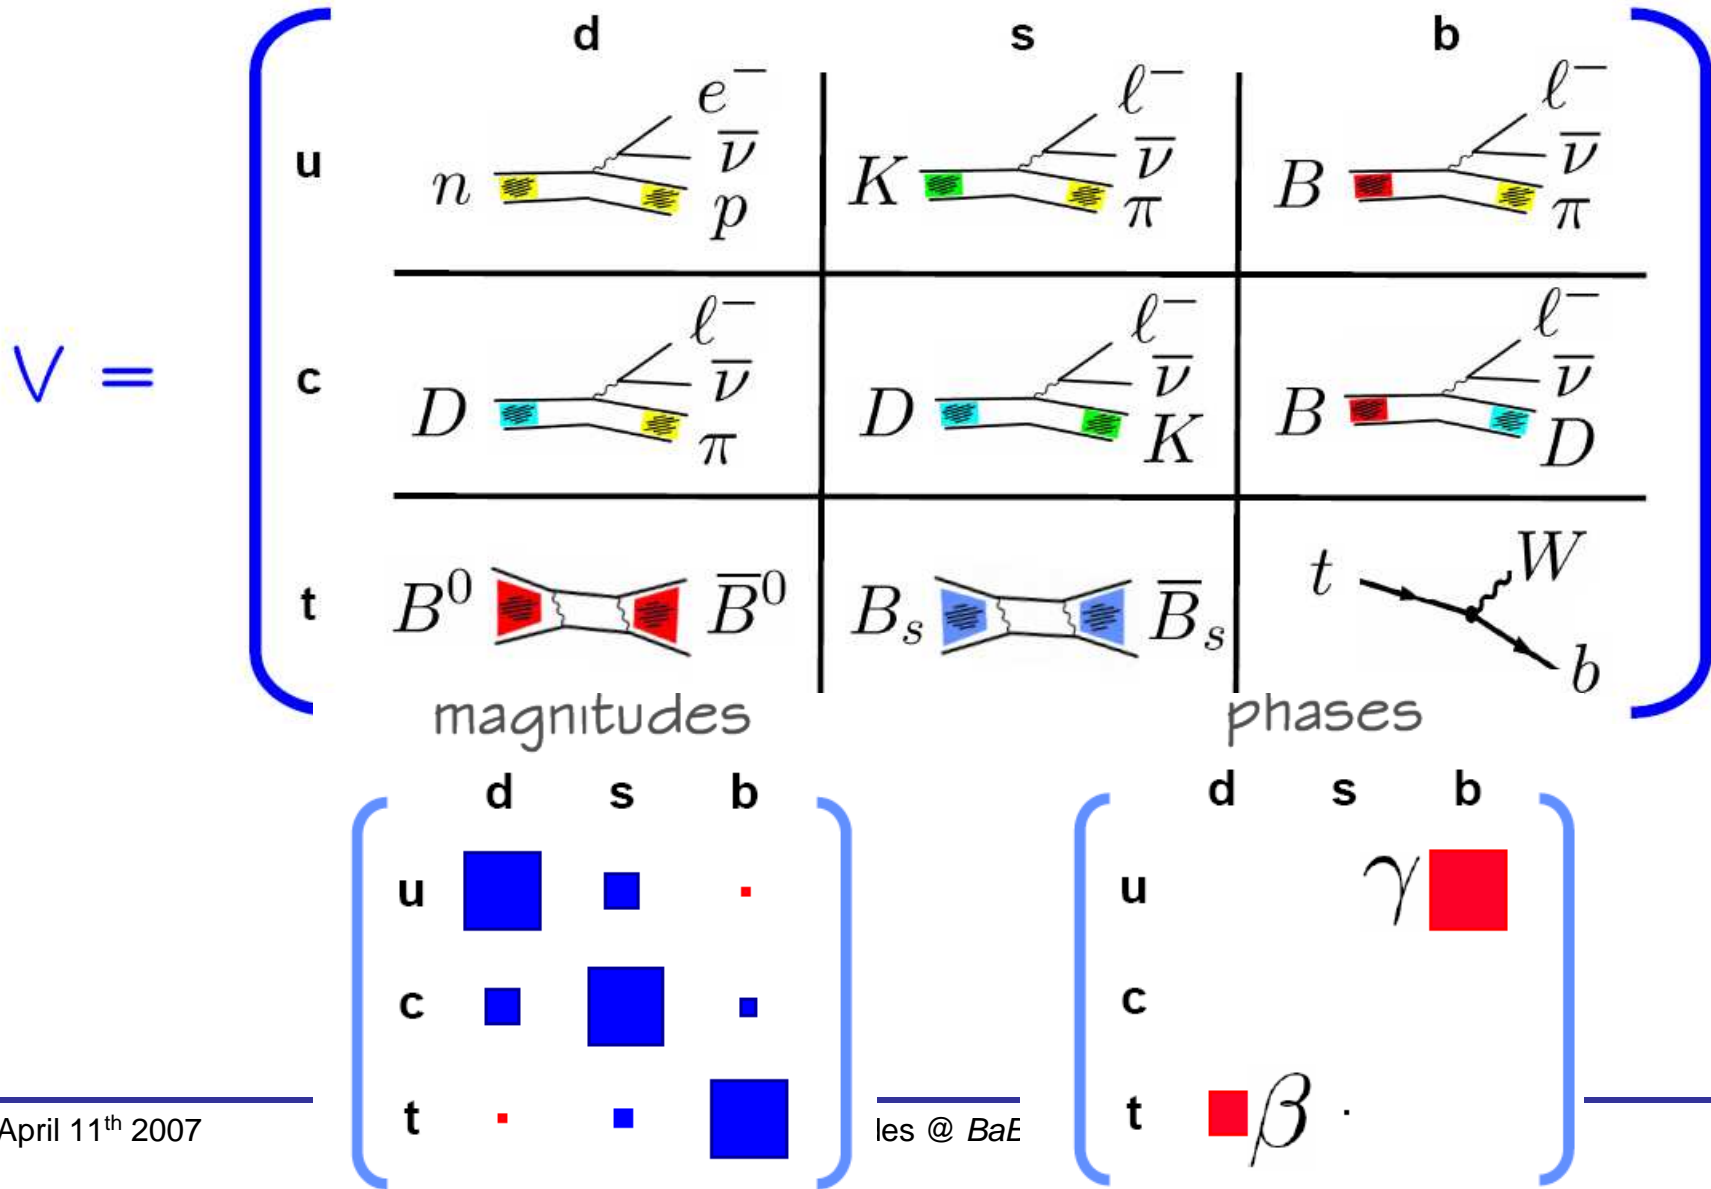 d s b
u n e⁻ ν̅ p K ℓ⁻ ν̅ π B ℓ⁻ ν̅ π
V =
c D ℓ⁻ ν̅ π D ℓ⁻ ν̅ K B ℓ⁻ ν̅ D
t B⁰ B̅⁰ Bₛ B̅ₛ t W b
magnitudes
d s b
u
c
t
phases
d s b
u γ
c
t β
April 11th 2007
les @ BaE